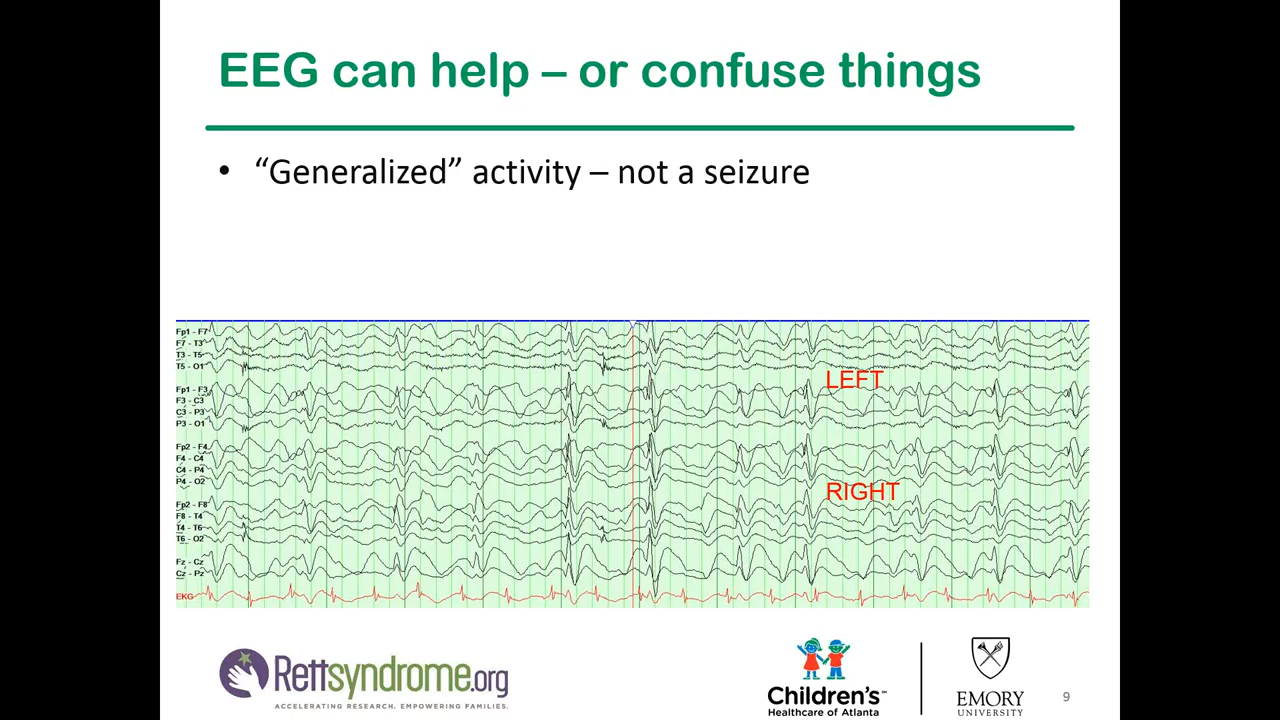 EEG can help – or confuse things
• “Generalized” activity – not a seizure
Fp1 - F7
F7 - T3
T3 - T5
T5 - O1
LEFT
Fp1 - F3
F3 - C3
C3 - P3
P3 - O1
Fp2 - F4
F4 - C4
C4 - P4
P4 - O2
RIGHT
Fp2 - F8
F8 - T4
T4 - T6
T6 - O2
Fz - Cz
Cz - Pz
EKG
Rettsyndrome.org
ACCELERATING RESEARCH. EMPOWERING FAMILIES.
Children's℠
Healthcare of Atlanta
EMORY
UNIVERSITY
9